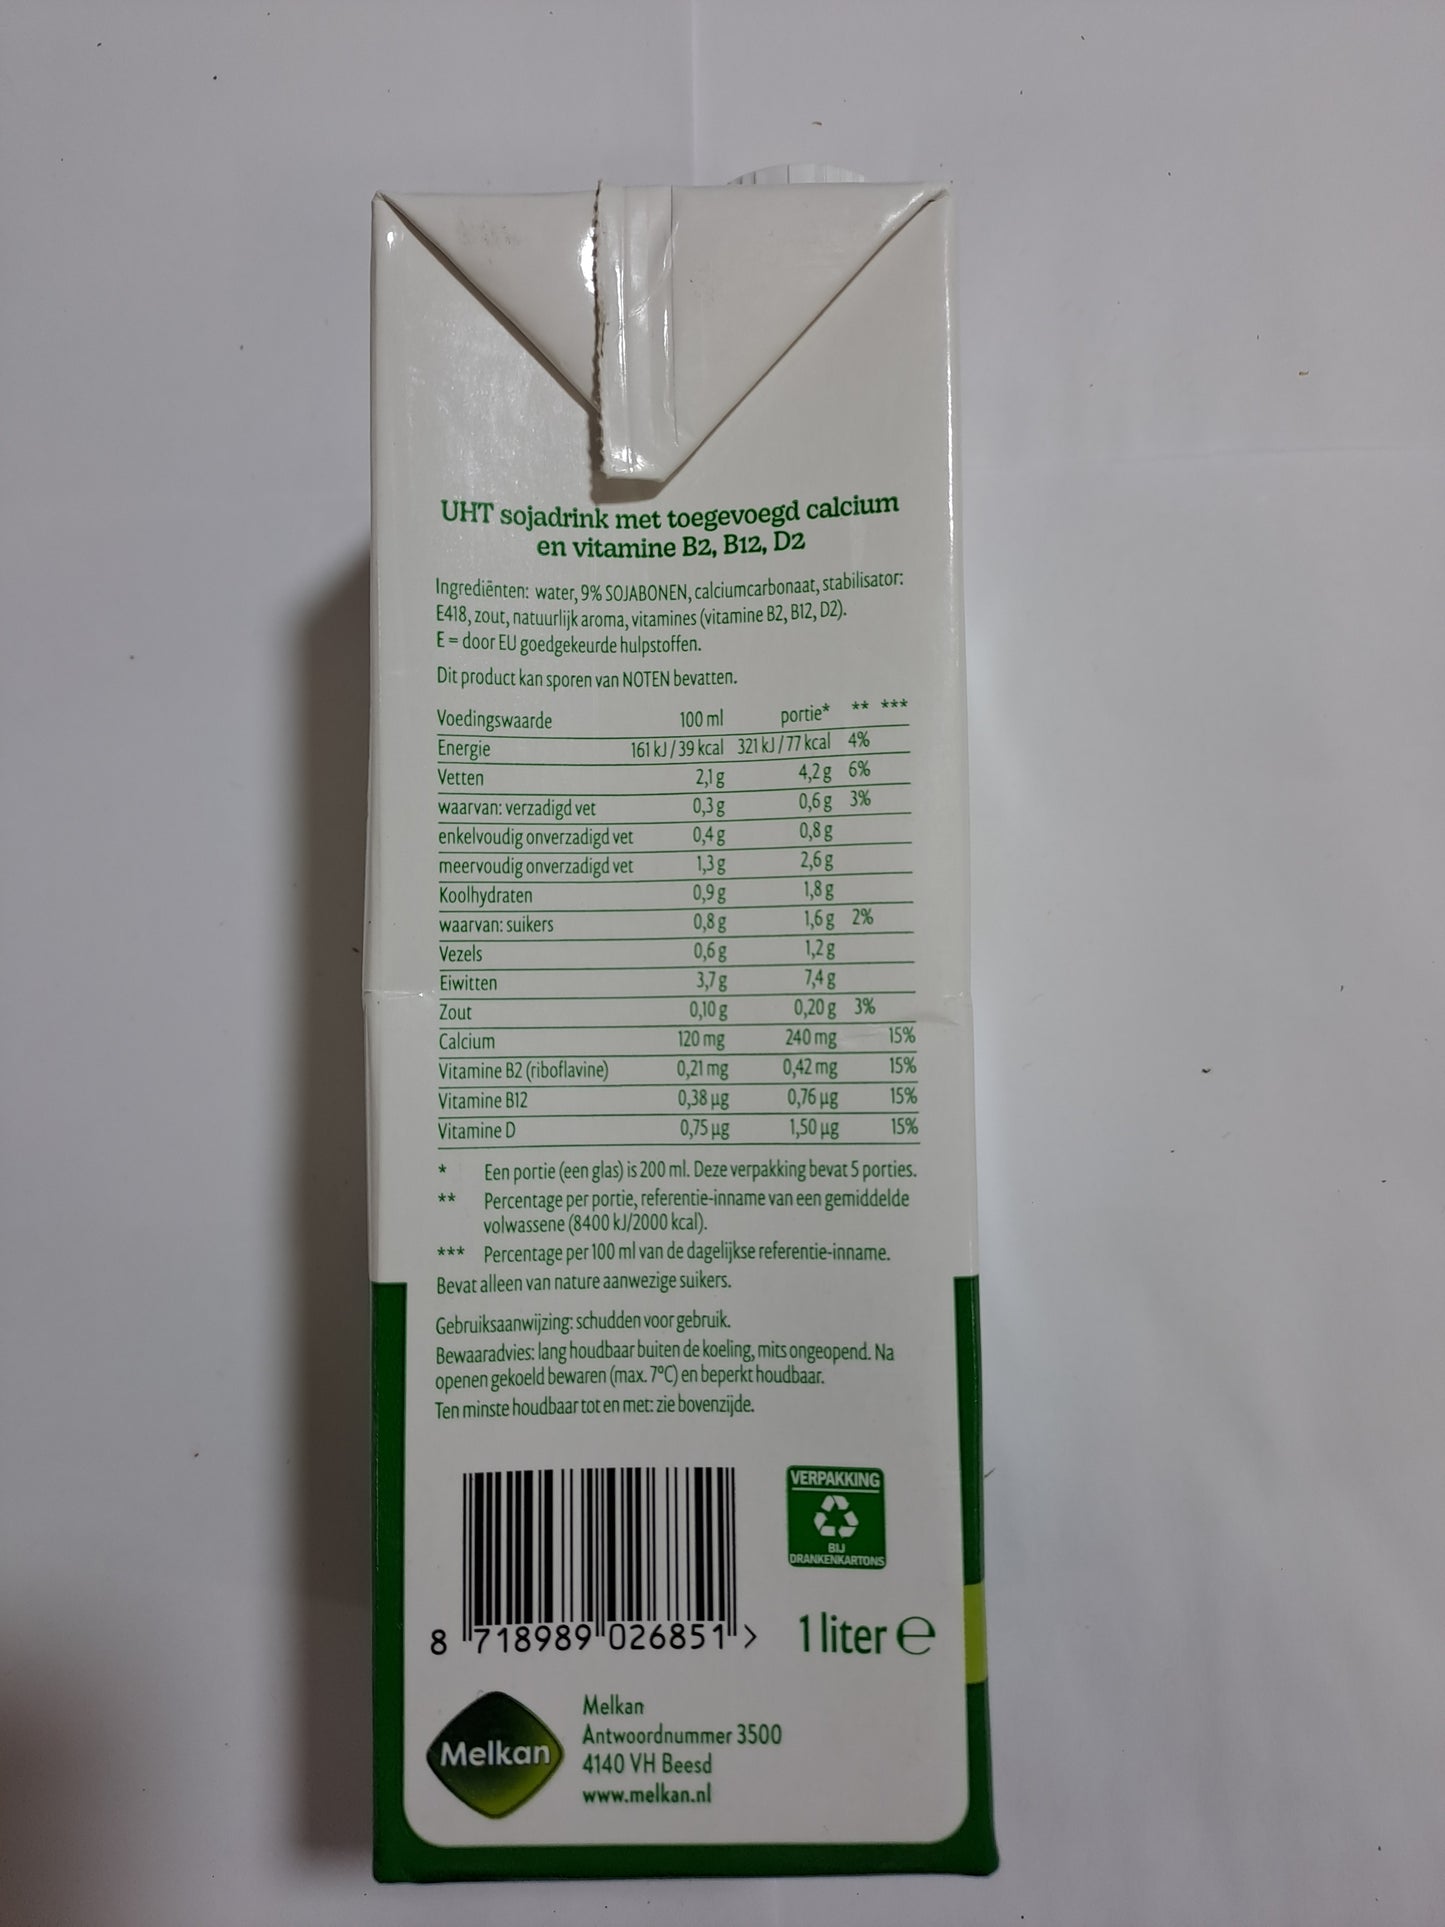 UHT sojadrink met toegevoegd calcium
en vitamine B2, B12, D2
Ingrediënten: water, 9% SOJABONEN, calciumcarbonaat, stabilisator:
E418, zout, natuurlijk aroma, vitamines (vitamine B2, B12, D2).
E = door EU goedgekeurde hulpstoffen.
Dit product kan sporen van NOTEN bevatten.
Voedingswaarde 100 ml portie* ** ***
Energie 161 kJ / 39 kcal 321 kJ / 77 kcal 4%
Vetten 2,1 g 4,2 g 6%
waarvan: verzadigd vet 0,3 g 0,6 g 3%
enkelvoudig onverzadigd vet 0,4 g 0,8 g
meervoudig onverzadigd vet 1,3 g 2,6 g
Koolhydraten 0,9 g 1,8 g
waarvan: suikers 0,8 g 1,6 g 2%
Vezels 0,6 g 1,2 g
Eiwitten 3,7 g 7,4 g
Zout 0,10 g 0,20 g 3%
Calcium 120 mg 240 mg 15%
Vitamine B2 (riboflavine) 0,21 mg 0,42 mg 15%
Vitamine B12 0,38 µg 0,76 µg 15%
Vitamine D 0,75 µg 1,50 µg 15%
* Een portie (een glas) is 200 ml. Deze verpakking bevat 5 porties.
** Percentage per portie, referentie-inname van een gemiddelde
volwassene (8400 kJ/2000 kcal).
*** Percentage per 100 ml van de dagelijkse referentie-inname.
Bevat alleen van nature aanwezige suikers.
Gebruiksaanwijzing: schudden voor gebruik.
Bewaaradvies: lang houdbaar buiten de koeling, mits ongeopend. Na
openen gekoeld bewaren (max. 7°C) en beperkt houdbaar.
Ten minste houdbaar tot en met: zie bovenzijde.
VERPAKKING
BIJ
DRANKENKARTONS
8 718989 026851 >
1 liter ℮
Melkan
Melkan
Antwoordnummer 3500
4140 VH Beesd
www.melkan.nl